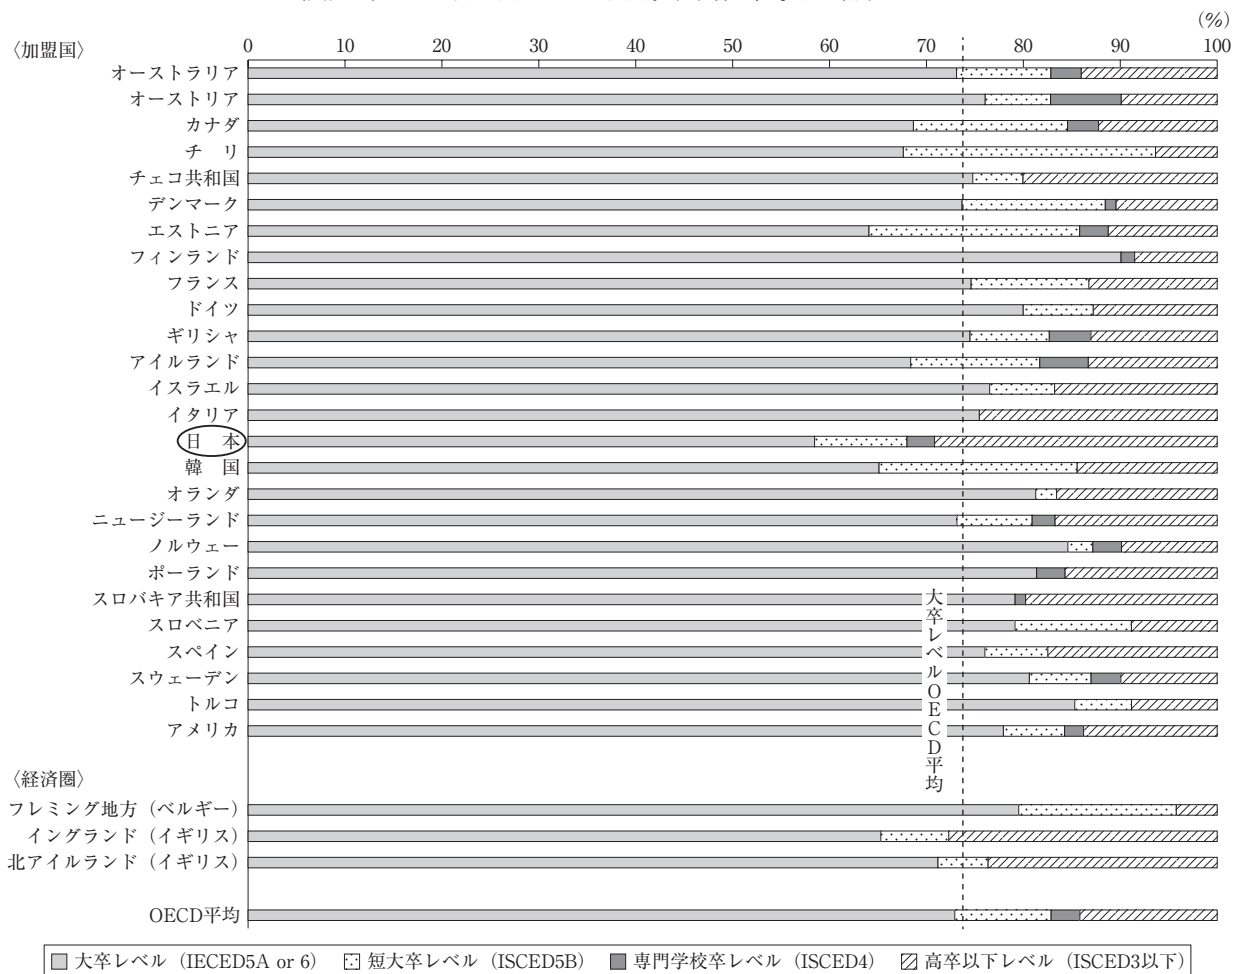 (%)
〈加盟国〉 0 10 20 30 40 50 60 70 80 90 100
オーストラリア
オーストリア
カナダ
チ リ
チェコ共和国
デンマーク
エストニア
フィンランド
フランス
ドイツ
ギリシャ
アイルランド
イスラエル
イタリア
日 本
韓 国
オランダ
ニュージーランド
ノルウェー
ポーランド
スロバキア共和国
スロベニア
スペイン
スウェーデン
トルコ
アメリカ
大卒レベルOECD平均
〈経済圏〉
フレミング地方（ベルギー）
イングランド（イギリス）
北アイルランド（イギリス）
OECD平均
大卒レベル（IECED5A or 6） 短大卒レベル（ISCED5B） 専門学校卒レベル（ISCED4） 高卒以下レベル（ISCED3以下）